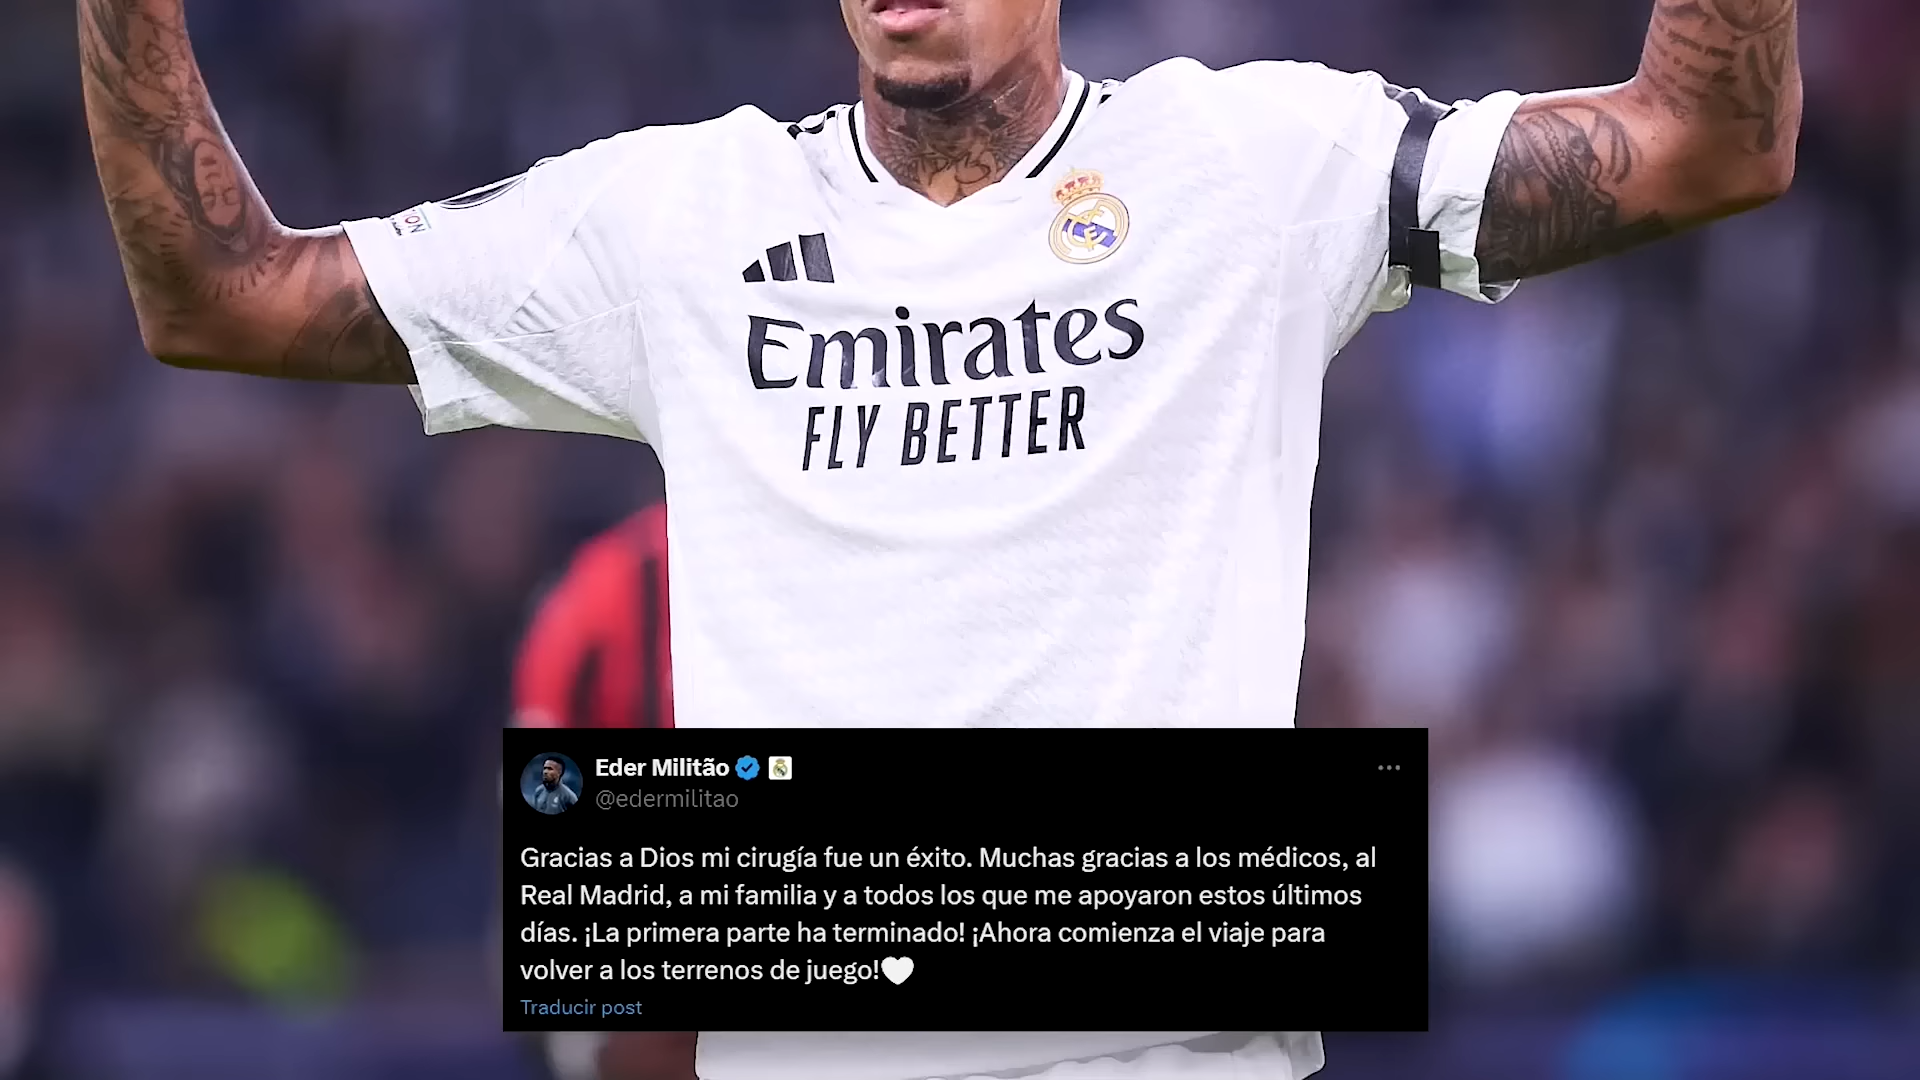 Emirates
FLY BETTER
Eder Militão
@edermilitao
Gracias a Dios mi cirugía fue un éxito. Muchas gracias a los médicos, al
Real Madrid, a mi familia y a todos los que me apoyaron estos últimos
días. ¡La primera parte ha terminado! ¡Ahora comienza el viaje para
volver a los terrenos de juego!🤍
Traducir post